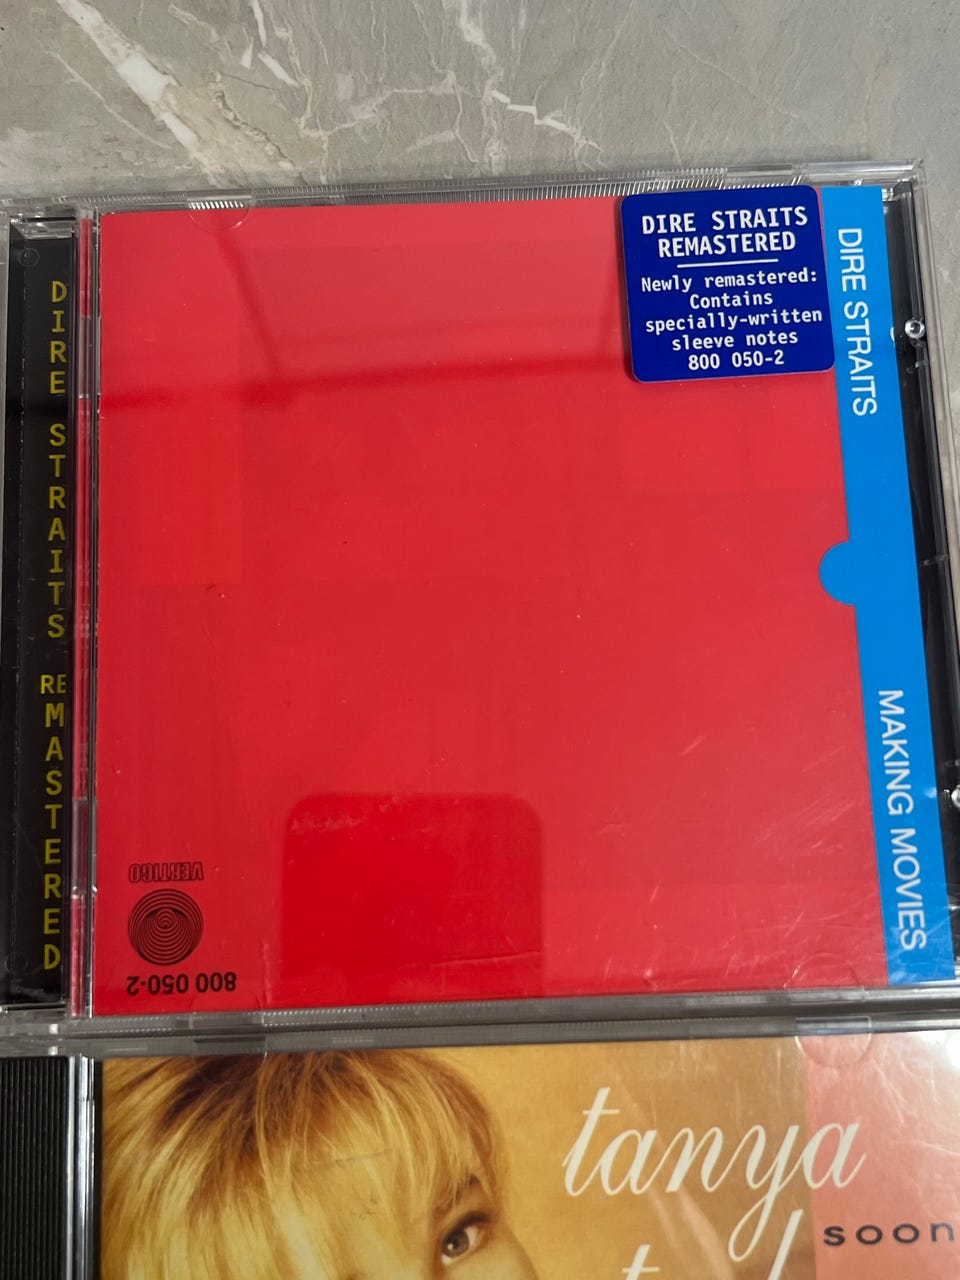 DIRE STRAITS REMASTERED
DIRE STRAITS
REMASTERED
Newly remastered:
Contains
specially-written
sleeve notes
800 050-2
DIRE STRAITS
MAKING MOVIES
VERTIGO
800 050-2
tanya
soon